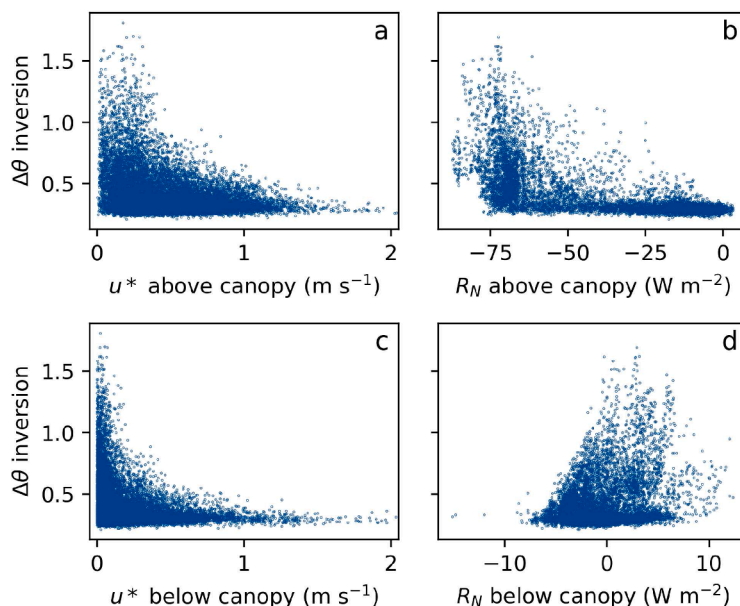 a
b
Δθ inversion
1.5
1.0
0.5
0 1 2
−75 −50 −25 0
u* above canopy (m s⁻¹)
R_N above canopy (W m⁻²)
c
d
Δθ inversion
1.5
1.0
0.5
0 1 2
−10 0 10
u* below canopy (m s⁻¹)
R_N below canopy (W m⁻²)